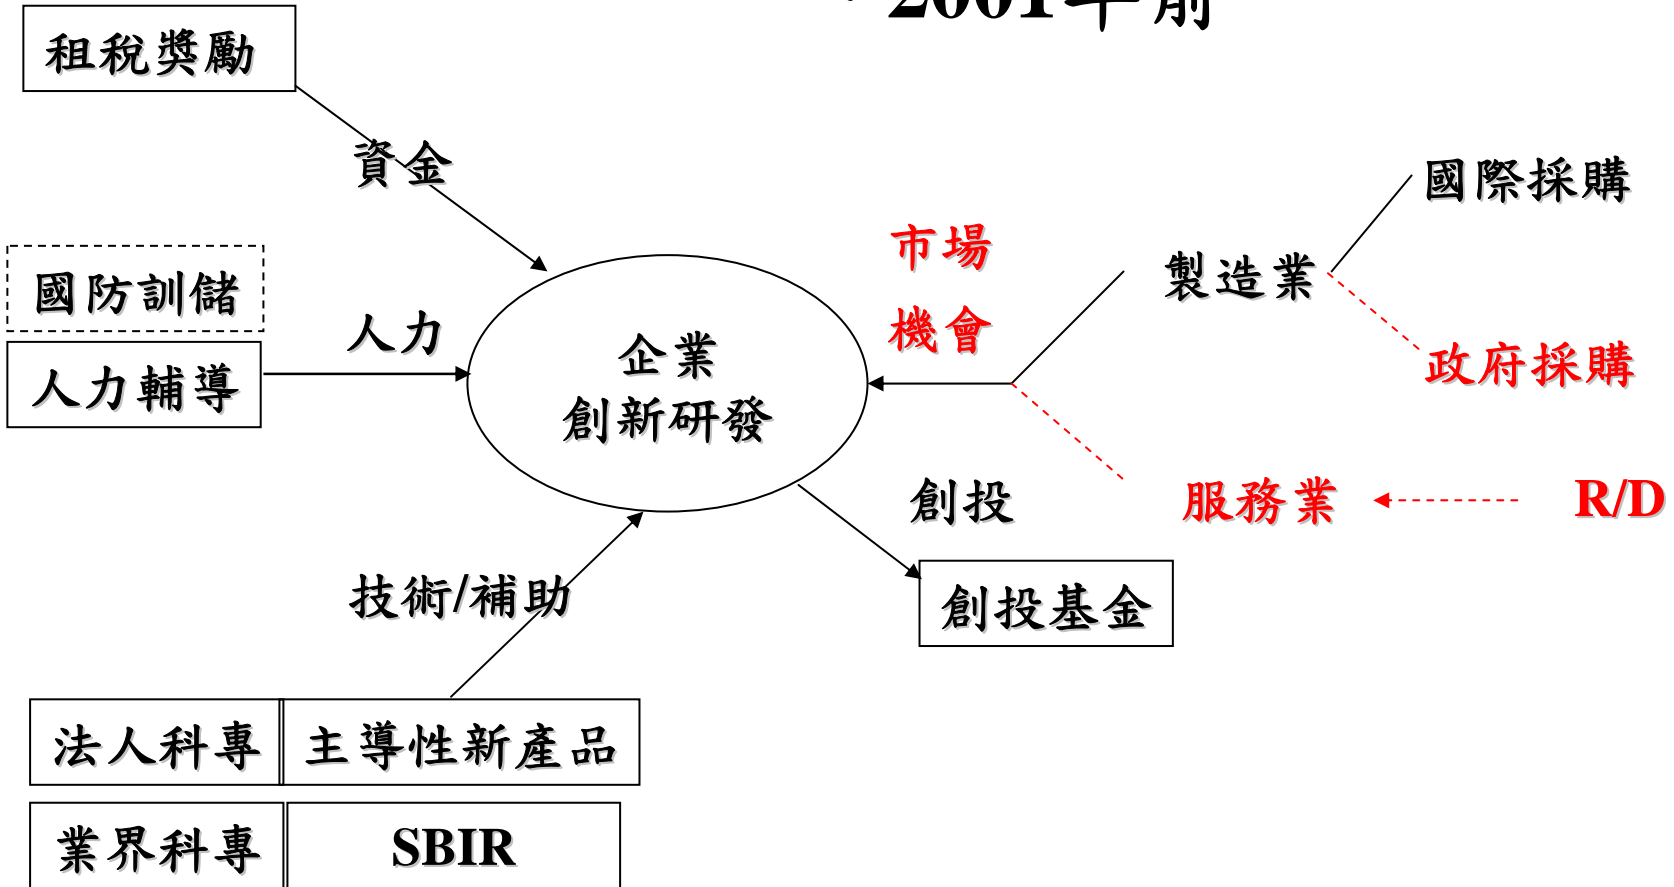 2001年前
租稅獎勵
資金
國際採購
市場
機會
製造業
國防訓儲
人力
人力輔導
企業
創新研發
政府採購
創投
服務業
R/D
技術/補助
創投基金
法人科專
主導性新產品
業界科專
SBIR